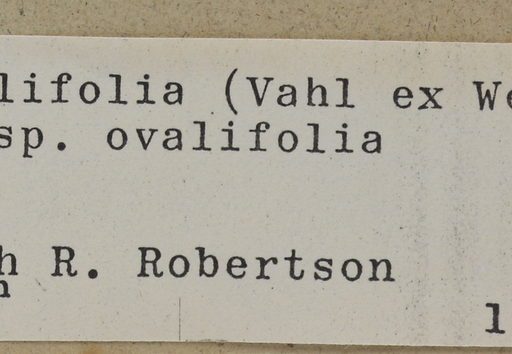 lifolia (Vahl ex We
sp. ovalifolia
h R. Robertson
n
1